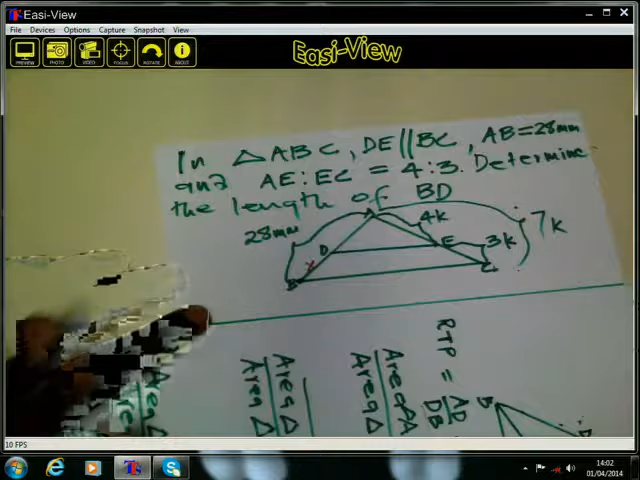 Easi-View
File Devices Options Capture Snapshot View
PREVIEW PHOTO VIDEO FOCUS ROTATE ABOUT
Easi-View
In △ABC, DE||BC, AB=28mm
and AE:EC = 4:3. Determine
the length of BD
28mm
A
4k
7k
D
E
3k
x
B
C
RTP = AD
DB
Area △
Area △
Area △
Area △
D
10 FPS
14:02
01/04/2014